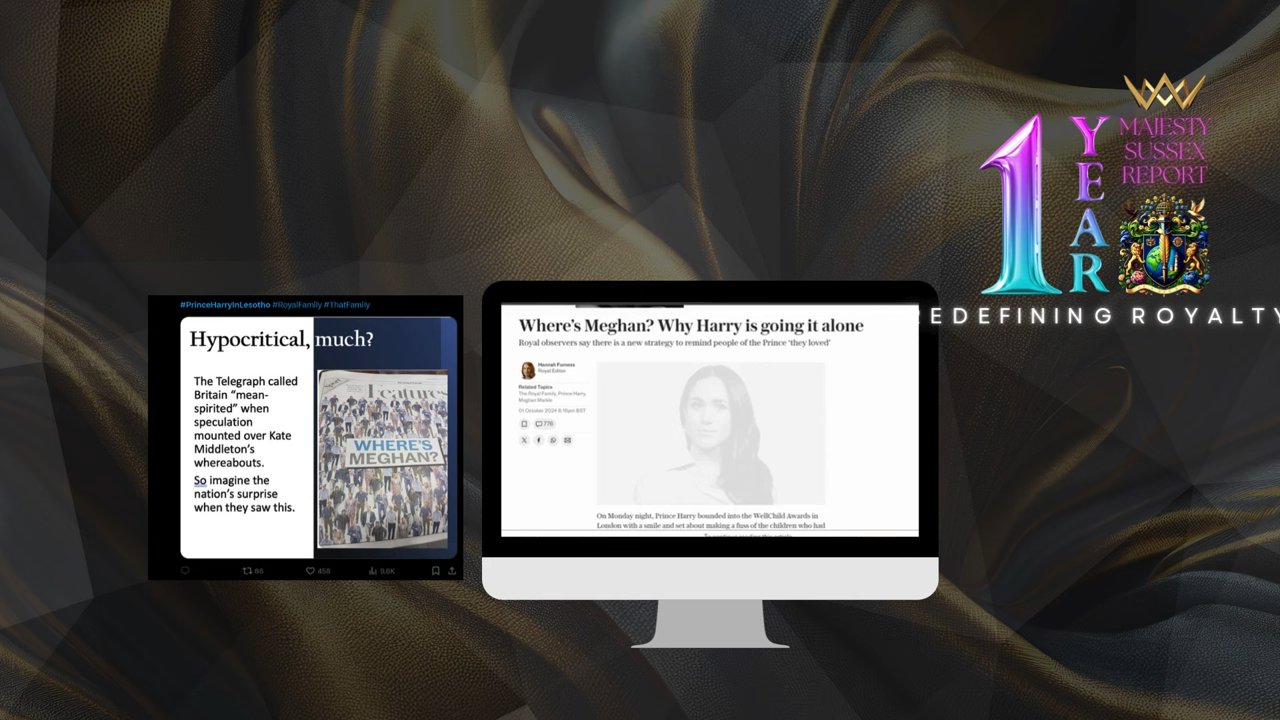 #PrinceHarryInLesotho #RoyalFamily #ThatFamily
Hypocritical, much?
The Telegraph called
Britain “mean-
spirited” when
speculation
mounted over Kate
Middleton’s
whereabouts.
So imagine the
nation’s surprise
when they saw this.
Features
WHERE'S
MEGHAN?
86
458
9.8K
Where’s Meghan? Why Harry is going it alone
Royal observers say there is a new strategy to remind people of the Prince ‘they loved’
Hannah Furness
Royal Editor
Related Topics
The Royal Family, Prince Harry,
Meghan Markle
01 October 2024 8:16pm BST
776
On Monday night, Prince Harry bounded into the WellChild Awards in
London with a smile and set about making a fuss of the children who had
1
YEAR
MAJESTY
SUSSEX
REPORT
REDEFINING ROYALTY